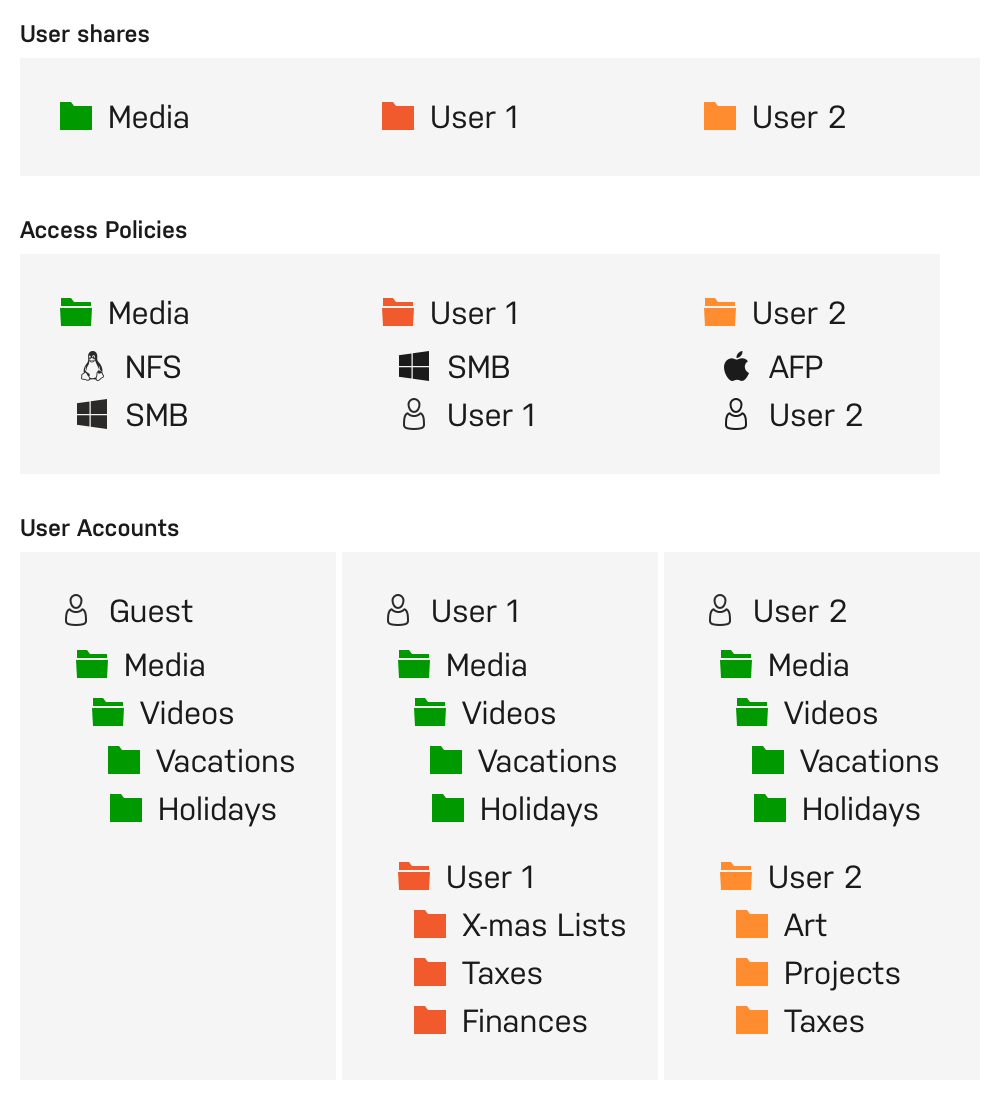 User shares
Media
User 1
User 2
Access Policies
Media
User 1
User 2
NFS
SMB
AFP
SMB
User 1
User 2
User Accounts
Guest
Media
Videos
Vacations
Holidays
User 1
Media
Videos
Vacations
Holidays
User 1
X-mas Lists
Taxes
Finances
User 2
Media
Videos
Vacations
Holidays
User 2
Art
Projects
Taxes